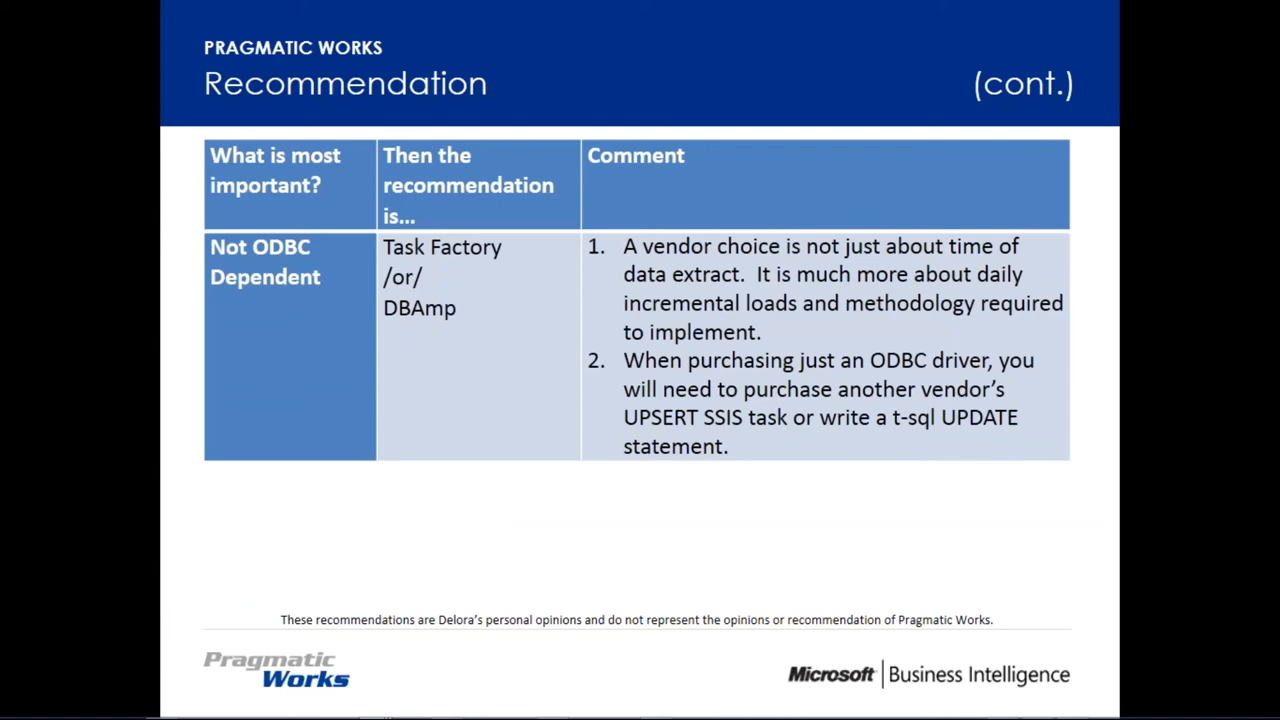 PRAGMATIC WORKS
Recommendation (cont.)
What is most
important?
Then the
recommendation
is...
Comment
Not ODBC
Dependent
Task Factory
/or/
DBAmp
1. A vendor choice is not just about time of
data extract. It is much more about daily
incremental loads and methodology required
to implement.
2. When purchasing just an ODBC driver, you
will need to purchase another vendor's
UPSERT SSIS task or write a t-sql UPDATE
statement.
These recommendations are Delora's personal opinions and do not represent the opinions or recommendation of Pragmatic Works.
Pragmatic
Works
Microsoft | Business Intelligence